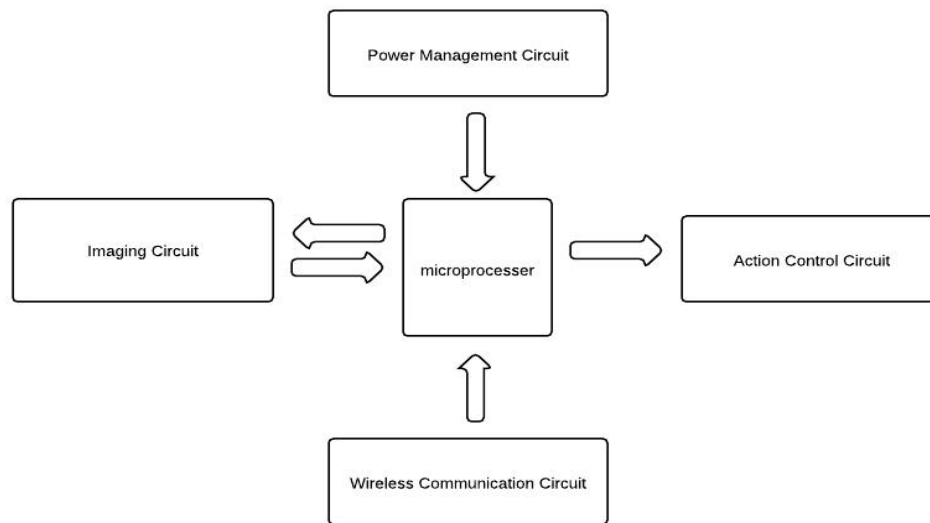 Power Management Circuit
Imaging Circuit
microprocesser
Action Control Circuit
Wireless Communication Circuit